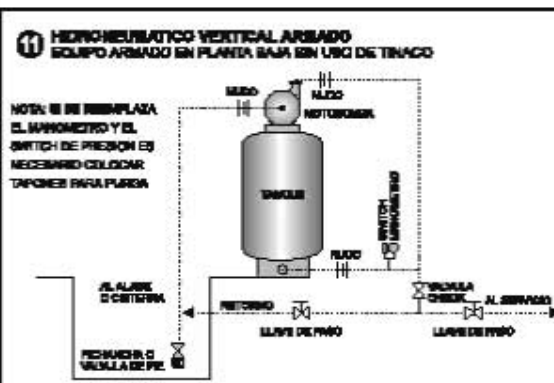 11 HIDRONEUMATICO VERTICAL ARMADO
EQUIPO ARMADO EN PLANTA BAJA SIN USO DE TINACO
NUDO
NUDO
MOTOBOMBA
NOTA: SI SE REEMPLAZA
EL MANOMETRO Y EL
SWITCH DE PRESION ES
NECESARIO COLOCAR
TAPONES PARA PURGA
TANQUE
SWITCH
MANOMETRO
NUDO
AL ALJIBE
O CISTERNA
VALVULA
CHECK
RETORNO
AL SERVICIO
LLAVE DE PASO
LLAVE DE PASO
PICHANCHA O
VALVULA DE PIE